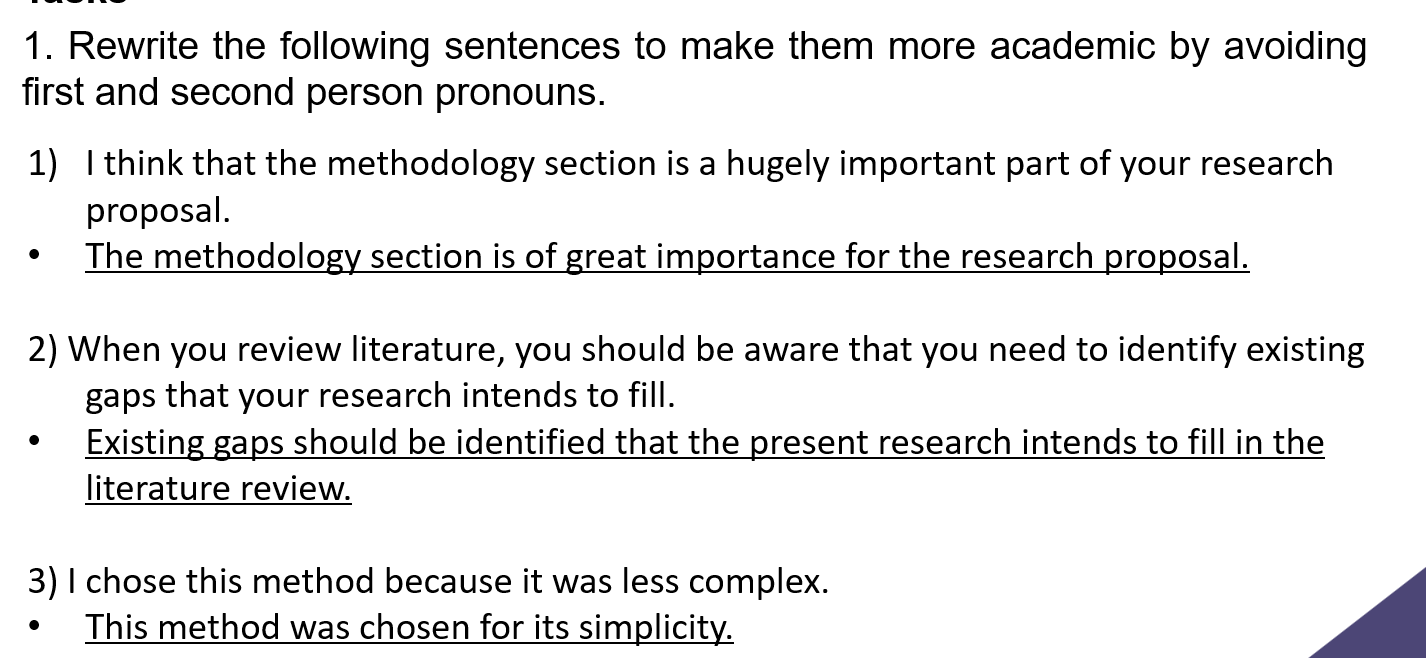 1. Rewrite the following sentences to make them more academic by avoiding
first and second person pronouns.
1) I think that the methodology section is a hugely important part of your research
proposal.
• The methodology section is of great importance for the research proposal.
2) When you review literature, you should be aware that you need to identify existing
gaps that your research intends to fill.
• Existing gaps should be identified that the present research intends to fill in the
literature review.
3) I chose this method because it was less complex.
• This method was chosen for its simplicity.